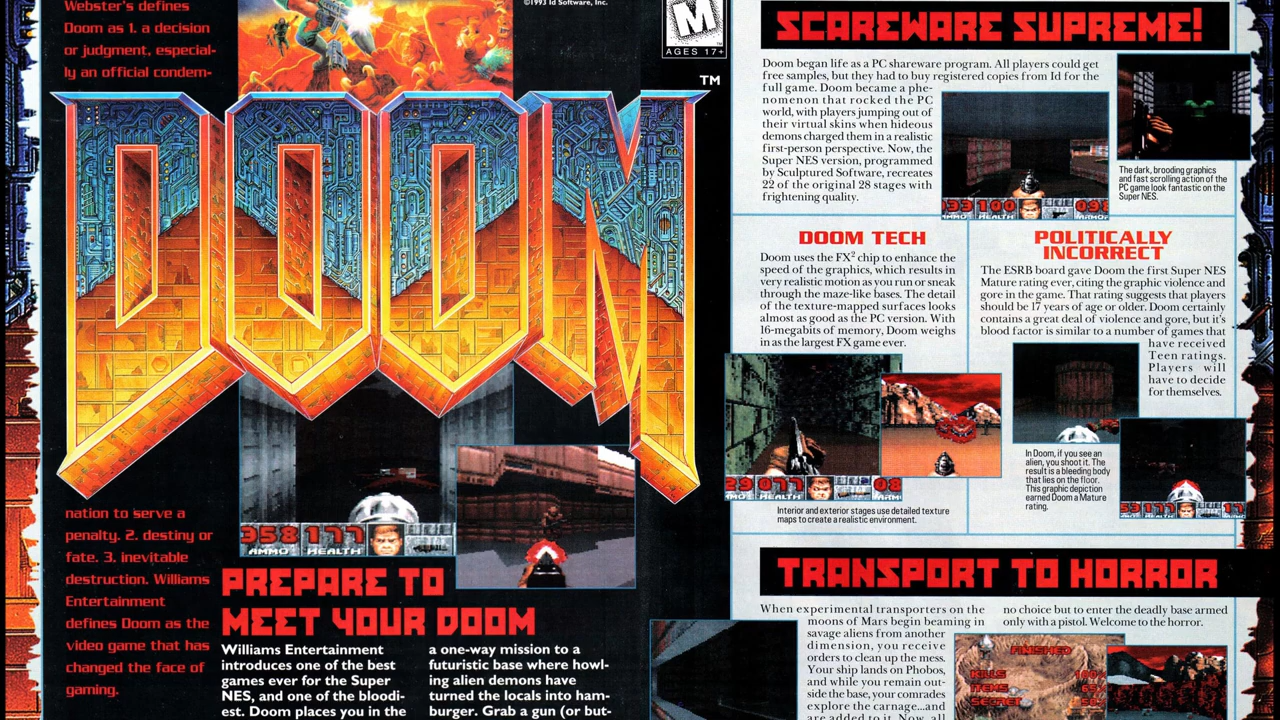 Webster's defines
Doom as 1. a decision
or judgment, especial-
ly an official condem-
©1993 Id Software, Inc.
M
AGES 17+
TM
DOOM
nation to serve a
penalty. 2. destiny or
fate. 3. inevitable
destruction. Williams
Entertainment
defines Doom as the
video game that has
changed the face of
gaming.
358 177
AMMO HEALTH
PREPARE TO
MEET YOUR DOOM
Williams Entertainment
introduces one of the best
games ever for the Super
NES, and one of the bloodi-
est. Doom places you in the
a one-way mission to a
futuristic base where howl-
ing alien demons have
turned the locals into ham-
burger. Grab a gun (or but-
SCAREWARE SUPREME!
Doom began life as a PC shareware program. All players could get
free samples, but they had to buy registered copies from Id for the
full game. Doom became a phe-
nomenon that rocked the PC
world, with players jumping out of
their virtual skins when hideous
demons charged them in a realistic
first-person perspective. Now, the
Super NES version, programmed
by Sculptured Software, recreates
22 of the original 28 stages with
frightening quality.
33 100 098
AMMO HEALTH ARMOR
The dark, brooding graphics
and fast scrolling action of the
PC game look fantastic on the
Super NES.
DOOM TECH
Doom uses the FX² chip to enhance the
speed of the graphics, which results in
very realistic motion as you run or sneak
through the maze-like bases. The detail
of the texture-mapped surfaces looks
almost as good as the PC version. With
16-megabits of memory, Doom weighs
in as the largest FX game ever.
29 077 08
AMMO HEALTH ARM
Interior and exterior stages use detailed texture
maps to create a realistic environment.
POLITICALLY
INCORRECT
The ESRB board gave Doom the first Super NES
Mature rating ever, citing the graphic violence and
gore in the game. That rating suggests that players
should be 17 years of age or older. Doom certainly
contains a great deal of violence and gore, but it's
blood factor is similar to a number of games that
have received
Teen ratings.
Players will
have to decide
for themselves.
In Doom, if you see an
alien, you shoot it. The
result is a bleeding body
that lies on the floor.
This graphic depiction
earned Doom a Mature
rating.
53 177 17
HEALTH
TRANSPORT TO HORROR
When experimental transporters on the
moons of Mars begin beaming in
savage aliens from another
dimension, you receive
orders to clean up the mess.
Your ship lands on Phobos,
and while you remain out-
side the base, your comrades
explore the carnage...and
are added to it. Now, all
no choice but to enter the deadly base armed
only with a pistol. Welcome to the horror.
FINISHED
KILLS
ITEMS
SECRET